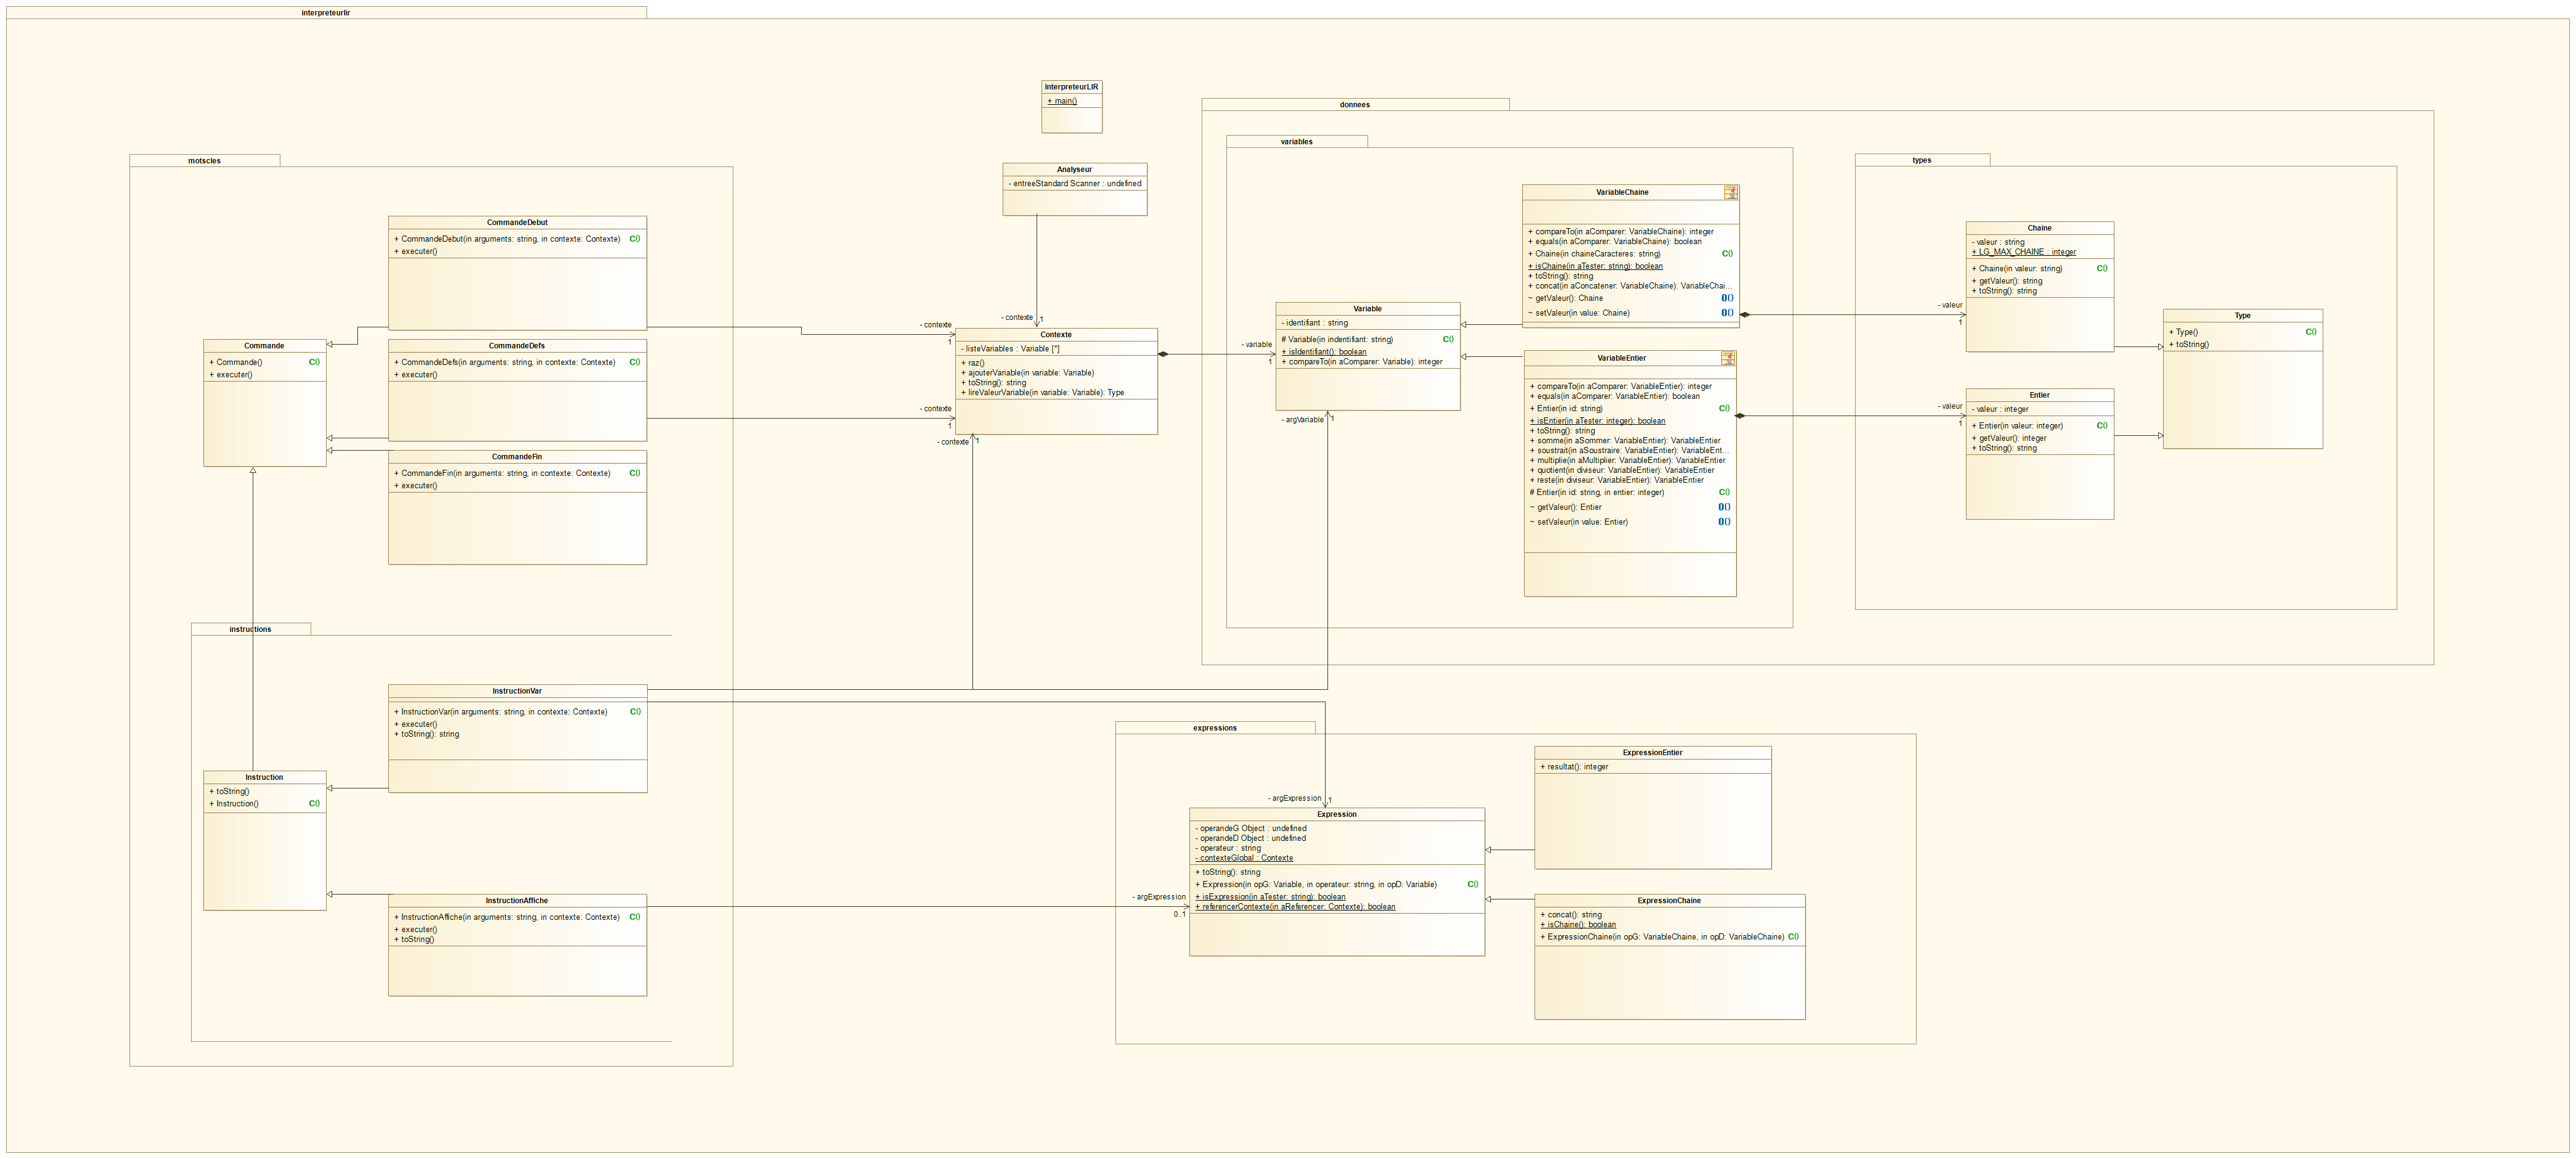 interpreteurlir
InterpreteurLIR
+ main()
Analyseur
- entreeStandard Scanner : undefined
- contexte
1
motscles
CommandeDebut
+ CommandeDebut(in arguments: string, in contexte: Contexte) C()
+ executer()
- contexte
1
Commande
+ Commande() C()
+ executer()
CommandeDefs
+ CommandeDefs(in arguments: string, in contexte: Contexte) C()
+ executer()
- contexte
1
CommandeFin
+ CommandeFin(in arguments: string, in contexte: Contexte) C()
+ executer()
Contexte
- listeVariables : Variable [*]
+ raz()
+ ajouterVariable(in variable: Variable)
+ toString(): string
+ lireValeurVariable(in variable: Variable): Type
- contexte
1
instructions
InstructionVar
+ InstructionVar(in arguments: string, in contexte: Contexte) C()
+ executer()
+ toString(): string
Instruction
+ toString()
+ Instruction() C()
InstructionAffiche
+ InstructionAffiche(in arguments: string, in contexte: Contexte) C()
+ executer()
+ toString()
donnees
variables
- variable
1
Variable
- identifiant : string
# Variable(in indentifiant: string) C()
+ isIdentifiant(): boolean
+ compareTo(in aComparer: Variable): integer
- argVariable
1
VariableChaine
+ compareTo(in aComparer: VariableChaine): integer
+ equals(in aComparer: VariableChaine): boolean
+ Chaine(in chaineCaracteres: string) C()
+ isChaine(in aTester: string): boolean
+ toString(): string
+ concat(in aConcatener: VariableChaine): VariableChai...
~ getValeur(): Chaine {}()
~ setValeur(in value: Chaine) {}()
VariableEntier
+ compareTo(in aComparer: VariableEntier): integer
+ equals(in aComparer: VariableEntier): boolean
+ Entier(in id: string) C()
+ isEntier(in aTester: integer): boolean
+ toString(): string
+ somme(in aSommer: VariableEntier): VariableEntier
+ soustrait(in aSoustraire: VariableEntier): VariableEnt...
+ multiplie(in aMultiplier: VariableEntier): VariableEntier
+ quotient(in diviseur: VariableEntier): VariableEntier
+ reste(in diviseur: VariableEntier): VariableEntier
# Entier(in id: string, in entier: integer) C()
~ getValeur(): Entier {}()
~ setValeur(in value: Entier) {}()
types
- valeur
1
Chaine
- valeur : string
+ LG_MAX_CHAINE : integer
+ Chaine(in valeur: string) C()
+ getValeur(): string
+ toString(): string
- valeur
1
Entier
- valeur : integer
+ Entier(in valeur: integer) C()
+ getValeur(): integer
+ toString(): string
Type
+ Type() C()
+ toString()
expressions
- argExpression
1
- argExpression
0..1
Expression
- operandeG Object : undefined
- operandeD Object : undefined
- operateur : string
- contexteGlobal : Contexte
+ toString(): string
+ Expression(in opG: Variable, in operateur: string, in opD: Variable) C()
+ isExpression(in aTester: string): boolean
+ referencerContexte(in aReferencer: Contexte): boolean
ExpressionEntier
+ resultat(): integer
ExpressionChaine
+ concat(): string
+ isChaine(): boolean
+ ExpressionChaine(in opG: VariableChaine, in opD: VariableChaine) C()